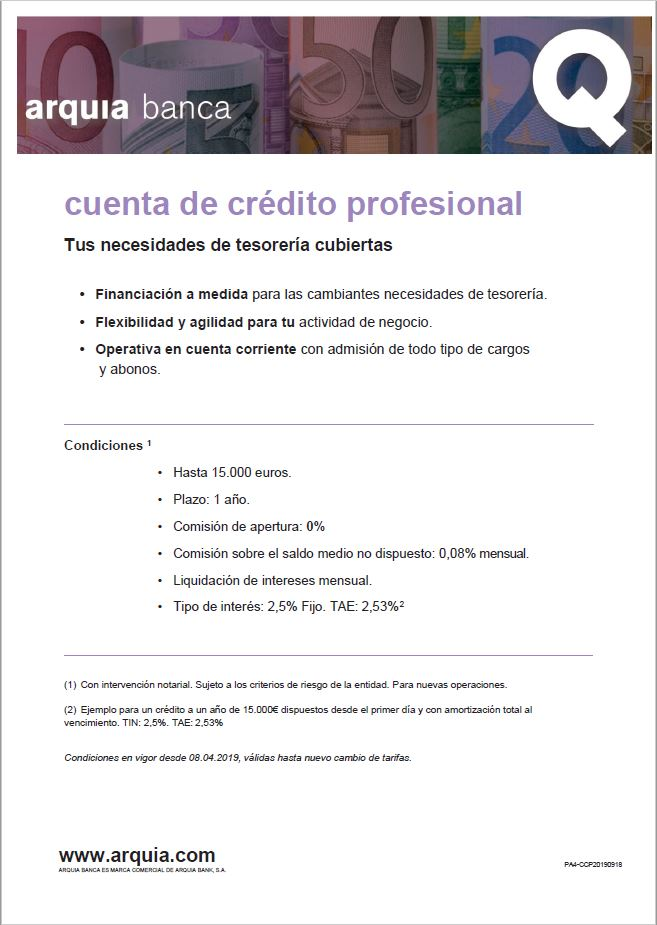 10 50 20
arquia banca
cuenta de crédito profesional
Tus necesidades de tesorería cubiertas
• Financiación a medida para las cambiantes necesidades de tesorería.
• Flexibilidad y agilidad para tu actividad de negocio.
• Operativa en cuenta corriente con admisión de todo tipo de cargos
y abonos.
Condiciones ¹
• Hasta 15.000 euros.
• Plazo: 1 año.
• Comisión de apertura: 0%
• Comisión sobre el saldo medio no dispuesto: 0,08% mensual.
• Liquidación de intereses mensual.
• Tipo de interés: 2,5% Fijo. TAE: 2,53%²
(1) Con intervención notarial. Sujeto a los criterios de riesgo de la entidad. Para nuevas operaciones.
(2) Ejemplo para un crédito a un año de 15.000€ dispuestos desde el primer día y con amortización total al
vencimiento. TIN: 2,5%. TAE: 2,53%
Condiciones en vigor desde 08.04.2019, válidas hasta nuevo cambio de tarifas.
www.arquia.com
ARQUIA BANCA ES MARCA COMERCIAL DE ARQUIA BANK, S.A.
PA4-CCP20190918